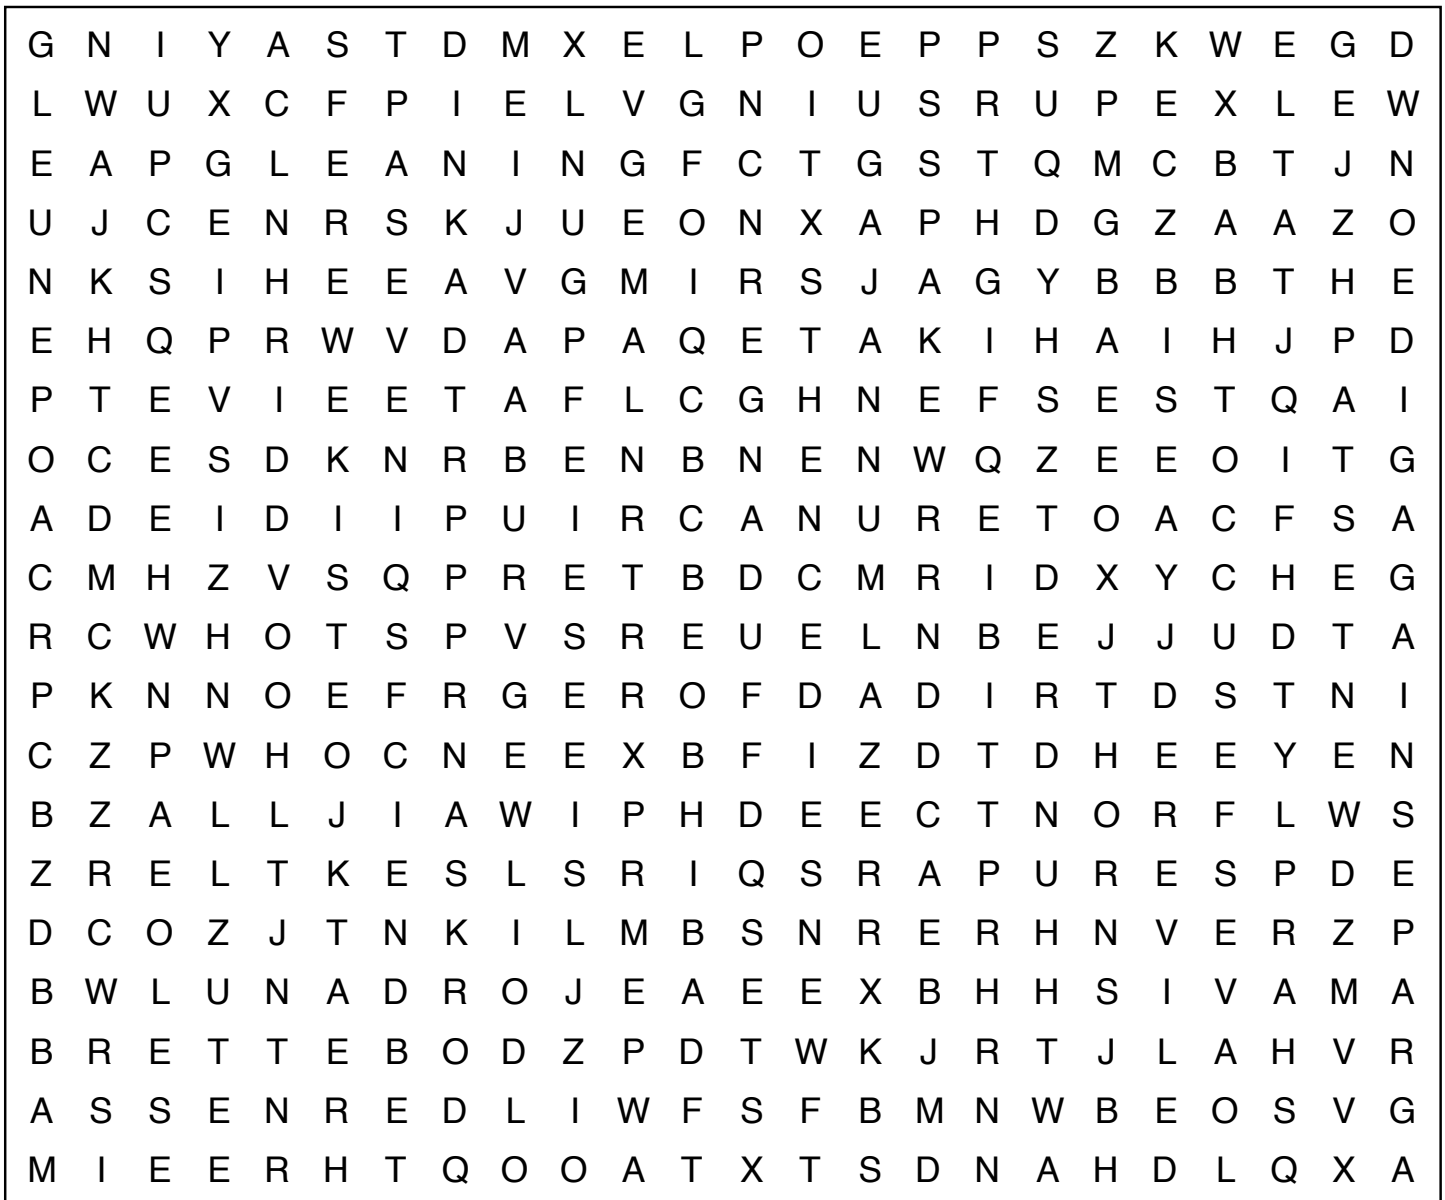 G N I Y A S T D M X E L P O E P P S Z K W E G D
L W U X C F P I E L V G N I U S R U P E X L E W
E A P G L E A N I N G F C T G S T Q M C B T J N
U J C E N R S K J U E O N X A P H D G Z A A Z O
N K S I H E E A V G M I R S J A G Y B B B T H E
E H Q P R W V D A P A Q E T A K I H A I H J P D
P T E V I E E T A F L C G H N E F S E S T Q A I
O C E S D K N R B E N B N E N W Q Z E E O I T G
A D E I D I I P U I R C A N U R E T O A C F S A
C M H Z V S Q P R E T B D C M R I D X Y C H E G
R C W H O T S P V S R E U E L N B E J J U D T A
P K N N O E F R G E R O F D A D I R T D S T N I
C Z P W H O C N E E X B F I Z D T D H E E Y E N
B Z A L L J I A W I P H D E E C T N O R F L W S
Z R E L T K E S L S R I Q S R A P U R E S P D E
D C O Z J T N K I L M B S N R E R H N V E R Z P
B W L U N A D R O J E A E E X B H H S I V A M A
B R E T T E B O D Z P D T W K J R T J L A H V R
A S S E N R E D L I W F S F B M N W B E O S V G
M I E E R H T Q O O A T X T S D N A H D L Q X A